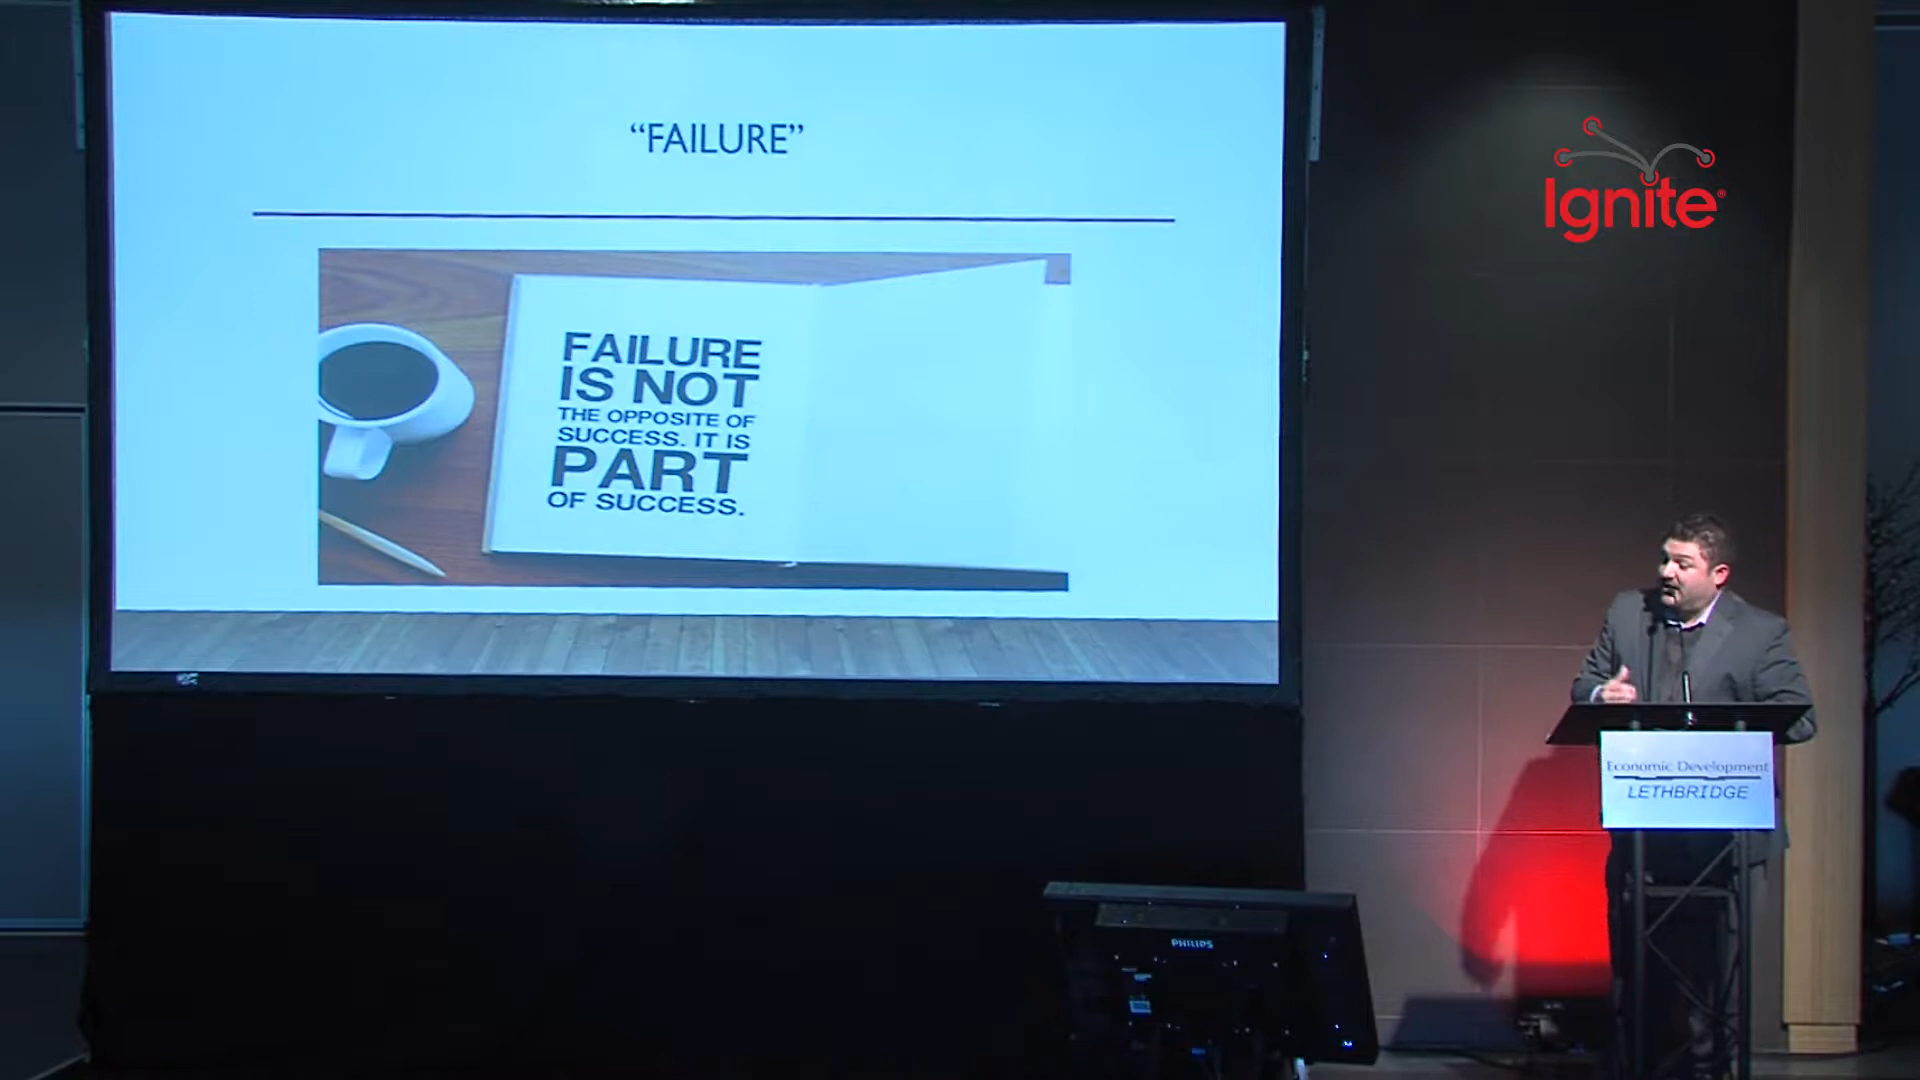 “FAILURE”
FAILURE
IS NOT
THE OPPOSITE OF
SUCCESS. IT IS
PART
OF SUCCESS.
Ignite®
Economic Development
LETHBRIDGE
PHILIPS